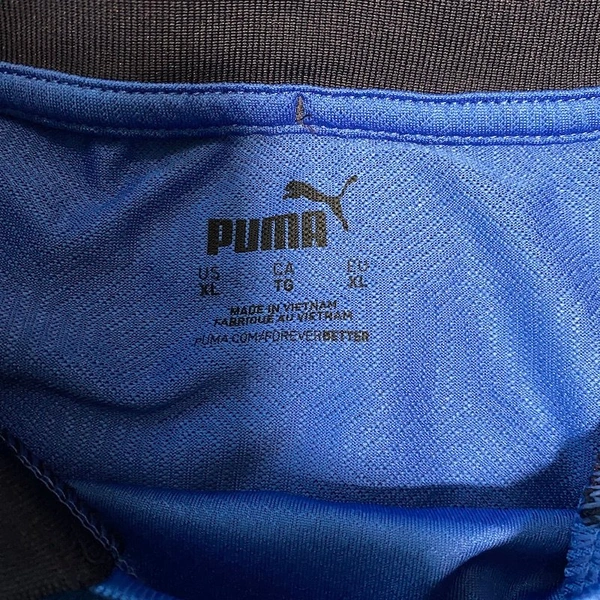 PUMA
US CA EU
XL TG XL
MADE IN VIETNAM
FABRIQUÉ AU VIETNAM
PUMA.COM/FOREVERBETTER